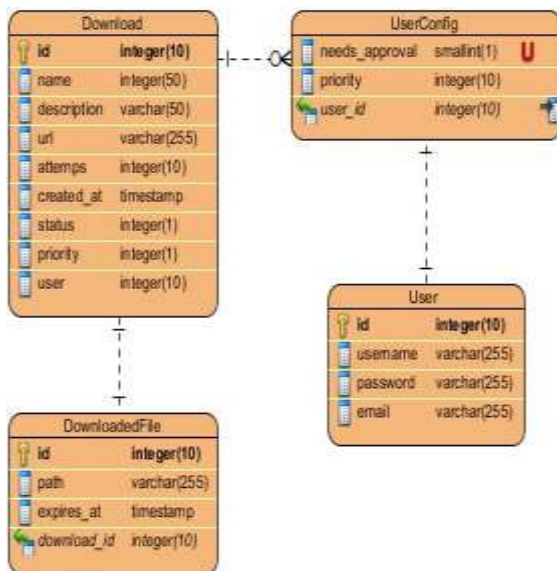 Download
id integer(10)
name integer(50)
description varchar(50)
url varchar(255)
attemps integer(10)
created_at timestamp
status integer(1)
priority integer(1)
user integer(10)
UserConfig
needs_approval smallint(1) U
priority integer(10)
user_id integer(10)
User
id integer(10)
username varchar(255)
password varchar(255)
email varchar(255)
DownloadedFile
id integer(10)
path varchar(255)
expires_at timestamp
download_id integer(10)